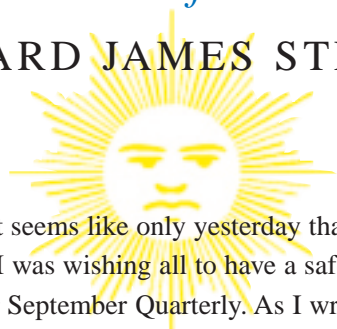 f
ARD JAMES ST
t seems like only yesterday tha
I was wishing all to have a saf
September Quarterly. As I wr